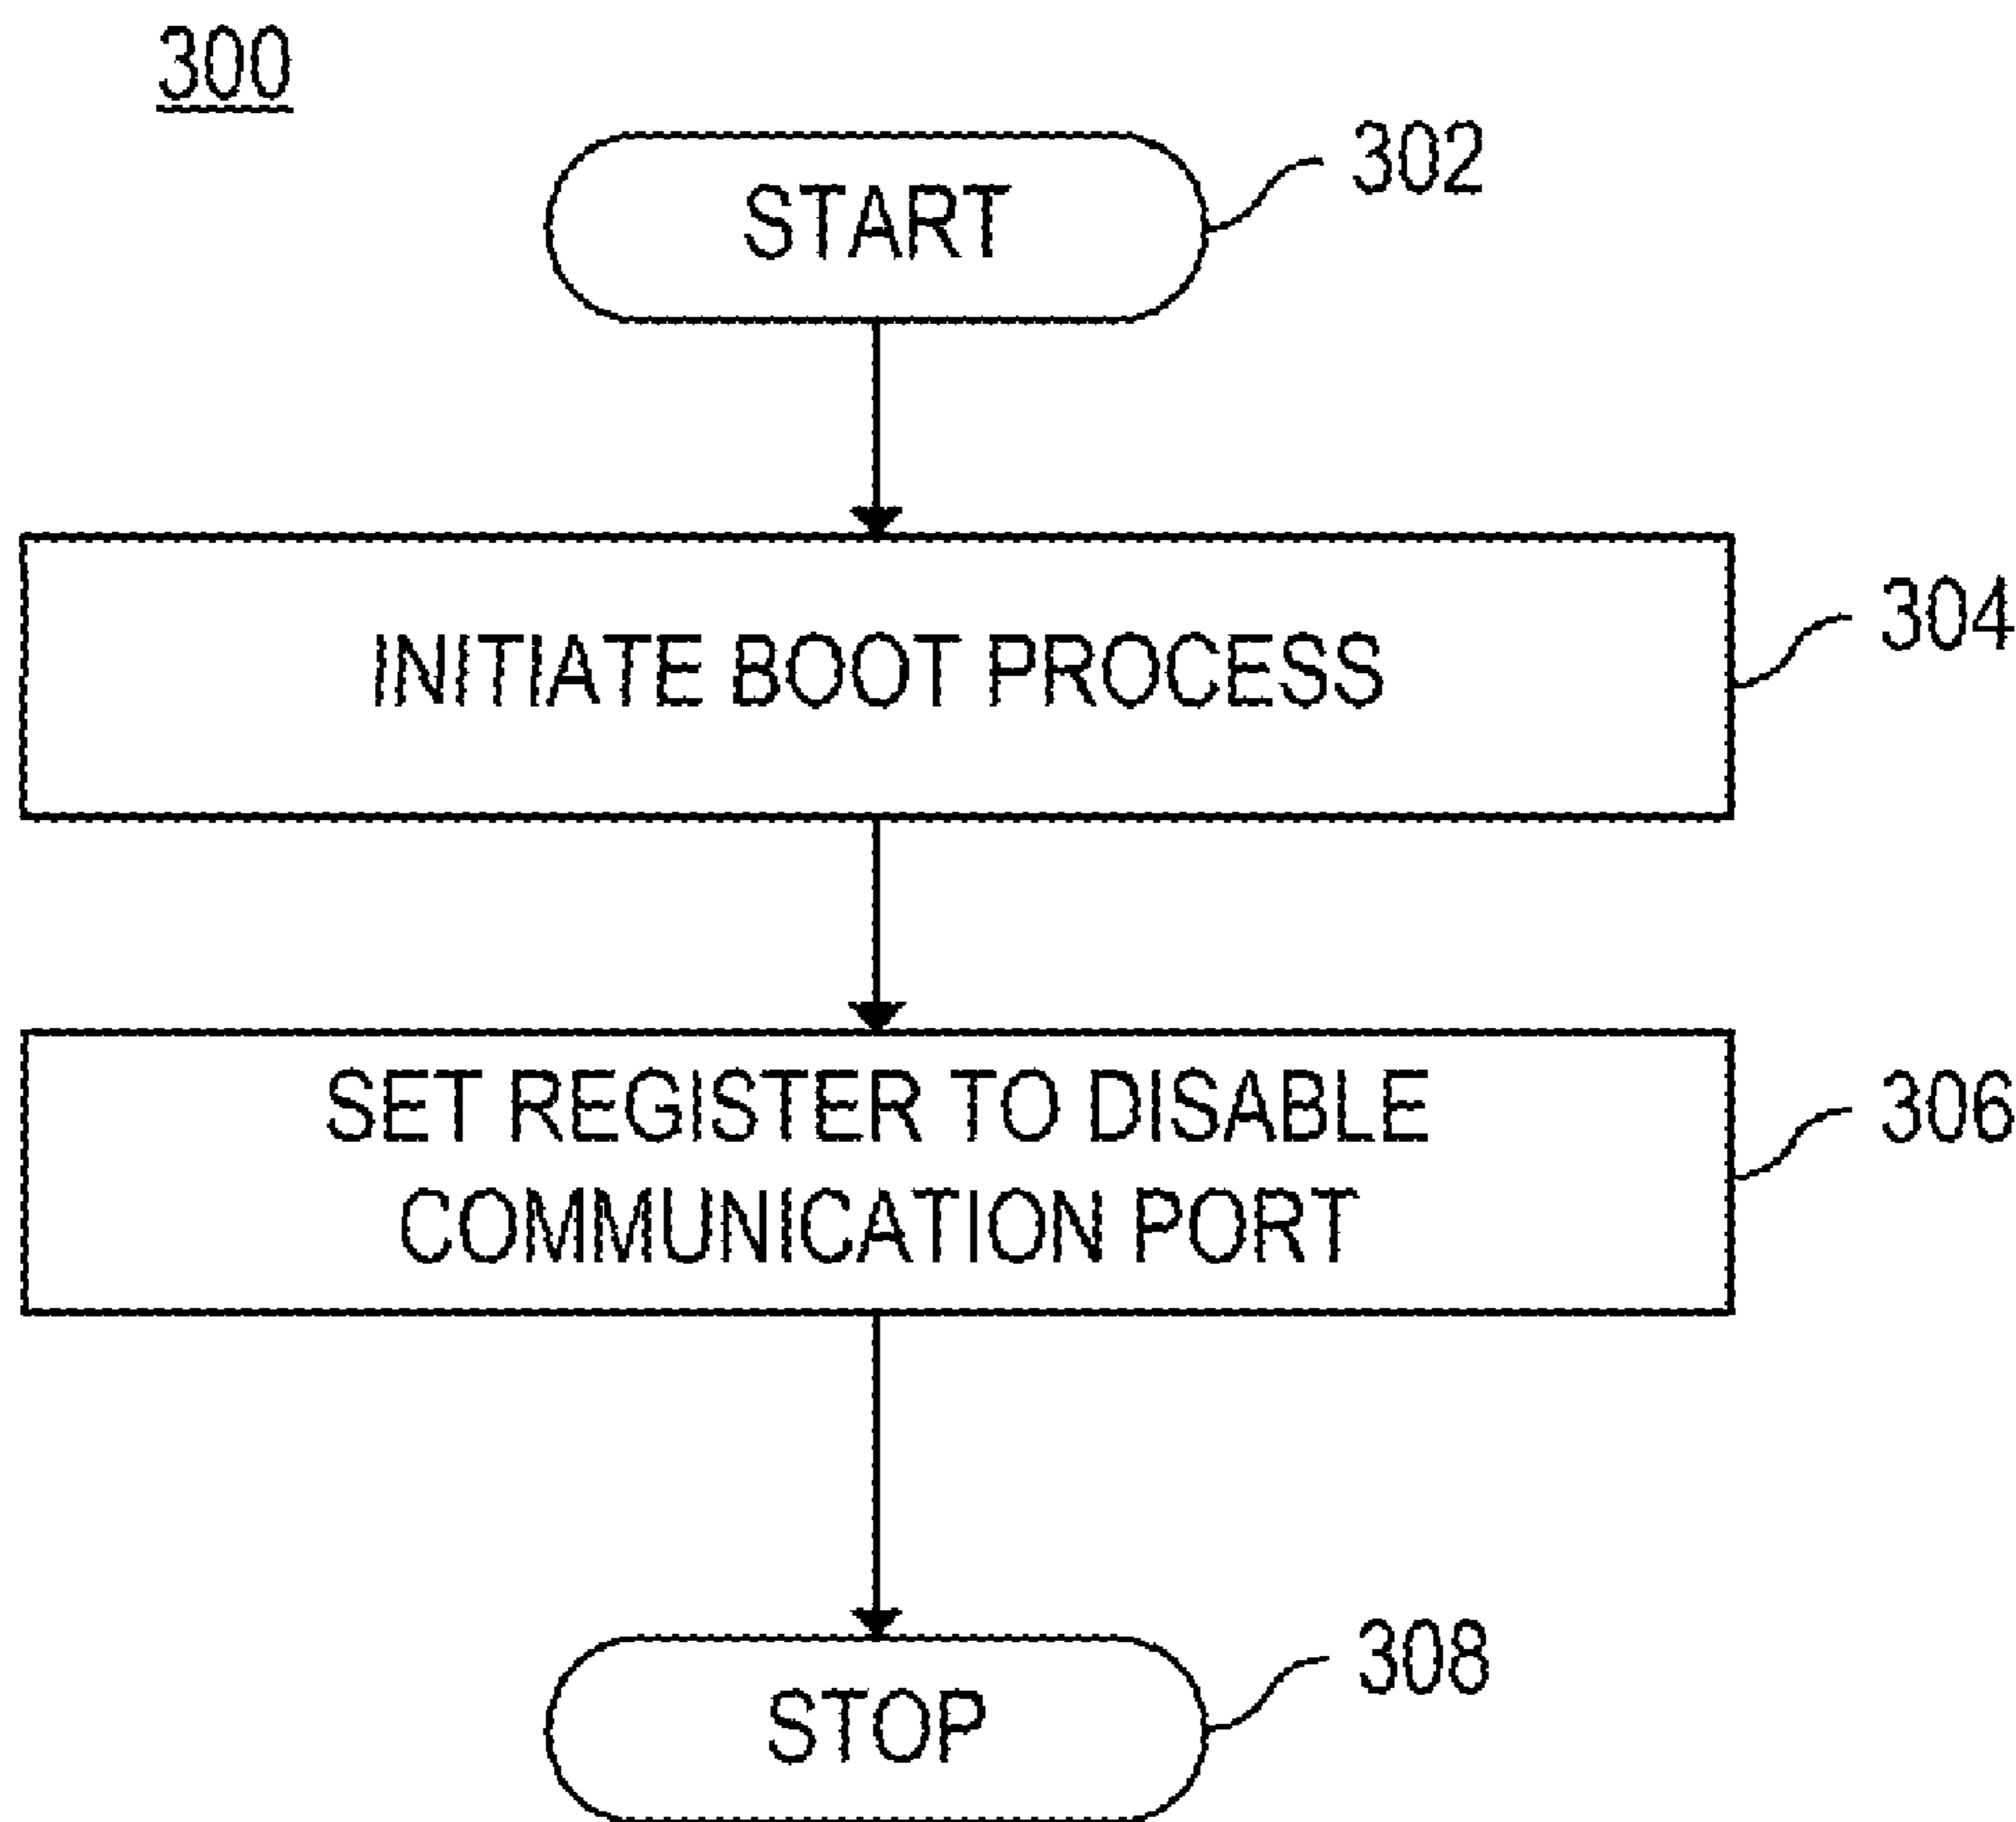 300
START
302
INITIATE BOOT PROCESS
304
SET REGISTER TO DISABLE
COMMUNICATION PORT
306
STOP
308